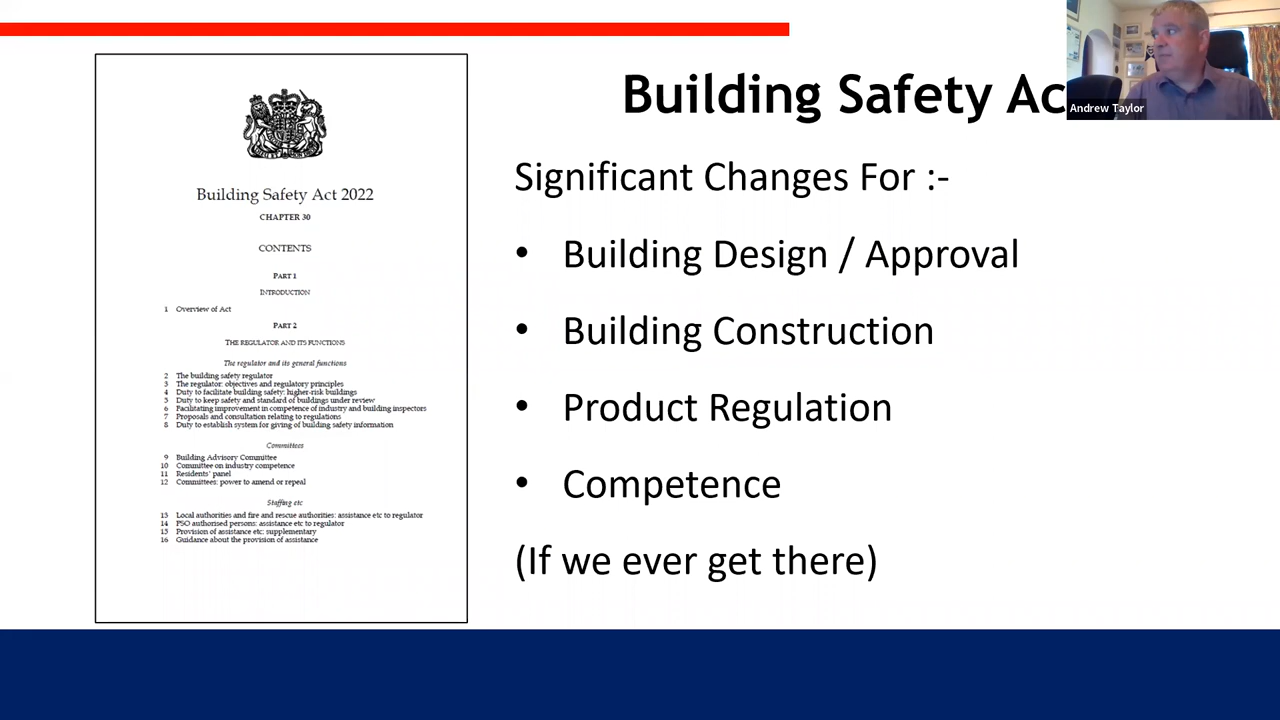 Building Safety Ac
Andrew Taylor
Significant Changes For :-
• Building Design / Approval
• Building Construction
• Product Regulation
• Competence
(If we ever get there)
Building Safety Act 2022
CHAPTER 30
CONTENTS
PART 1
INTRODUCTION
1 Overview of Act
PART 2
THE REGULATOR AND ITS FUNCTIONS
The regulator and its general functions
2 The building safety regulator
3 The regulator: objectives and regulatory principles
4 Duty to facilitate building safety: higher-risk buildings
5 Duty to keep safety and standard of buildings under review
6 Facilitating improvement in competence of industry and building inspectors
7 Proposals and consultation relating to regulations
8 Duty to establish system for giving of building safety information
Committees
9 Building Advisory Committee
10 Committee on industry competence
11 Residents' panel
12 Committees: power to amend or repeal
Staffing etc
13 Local authorities and fire and rescue authorities: assistance etc to regulator
14 PSO authorised persons: assistance etc to regulator
15 Provision of assistance etc: supplementary
16 Guidance about the provision of assistance